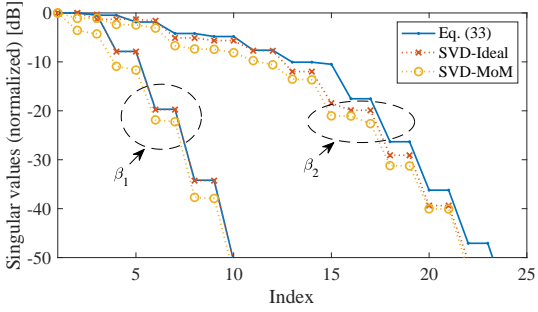 Singular values (normalized) [dB]
0
-10
-20
-30
-40
-50
Eq. (33)
SVD-Ideal
SVD-MoM
β1
β2
5
10
15
20
25
Index